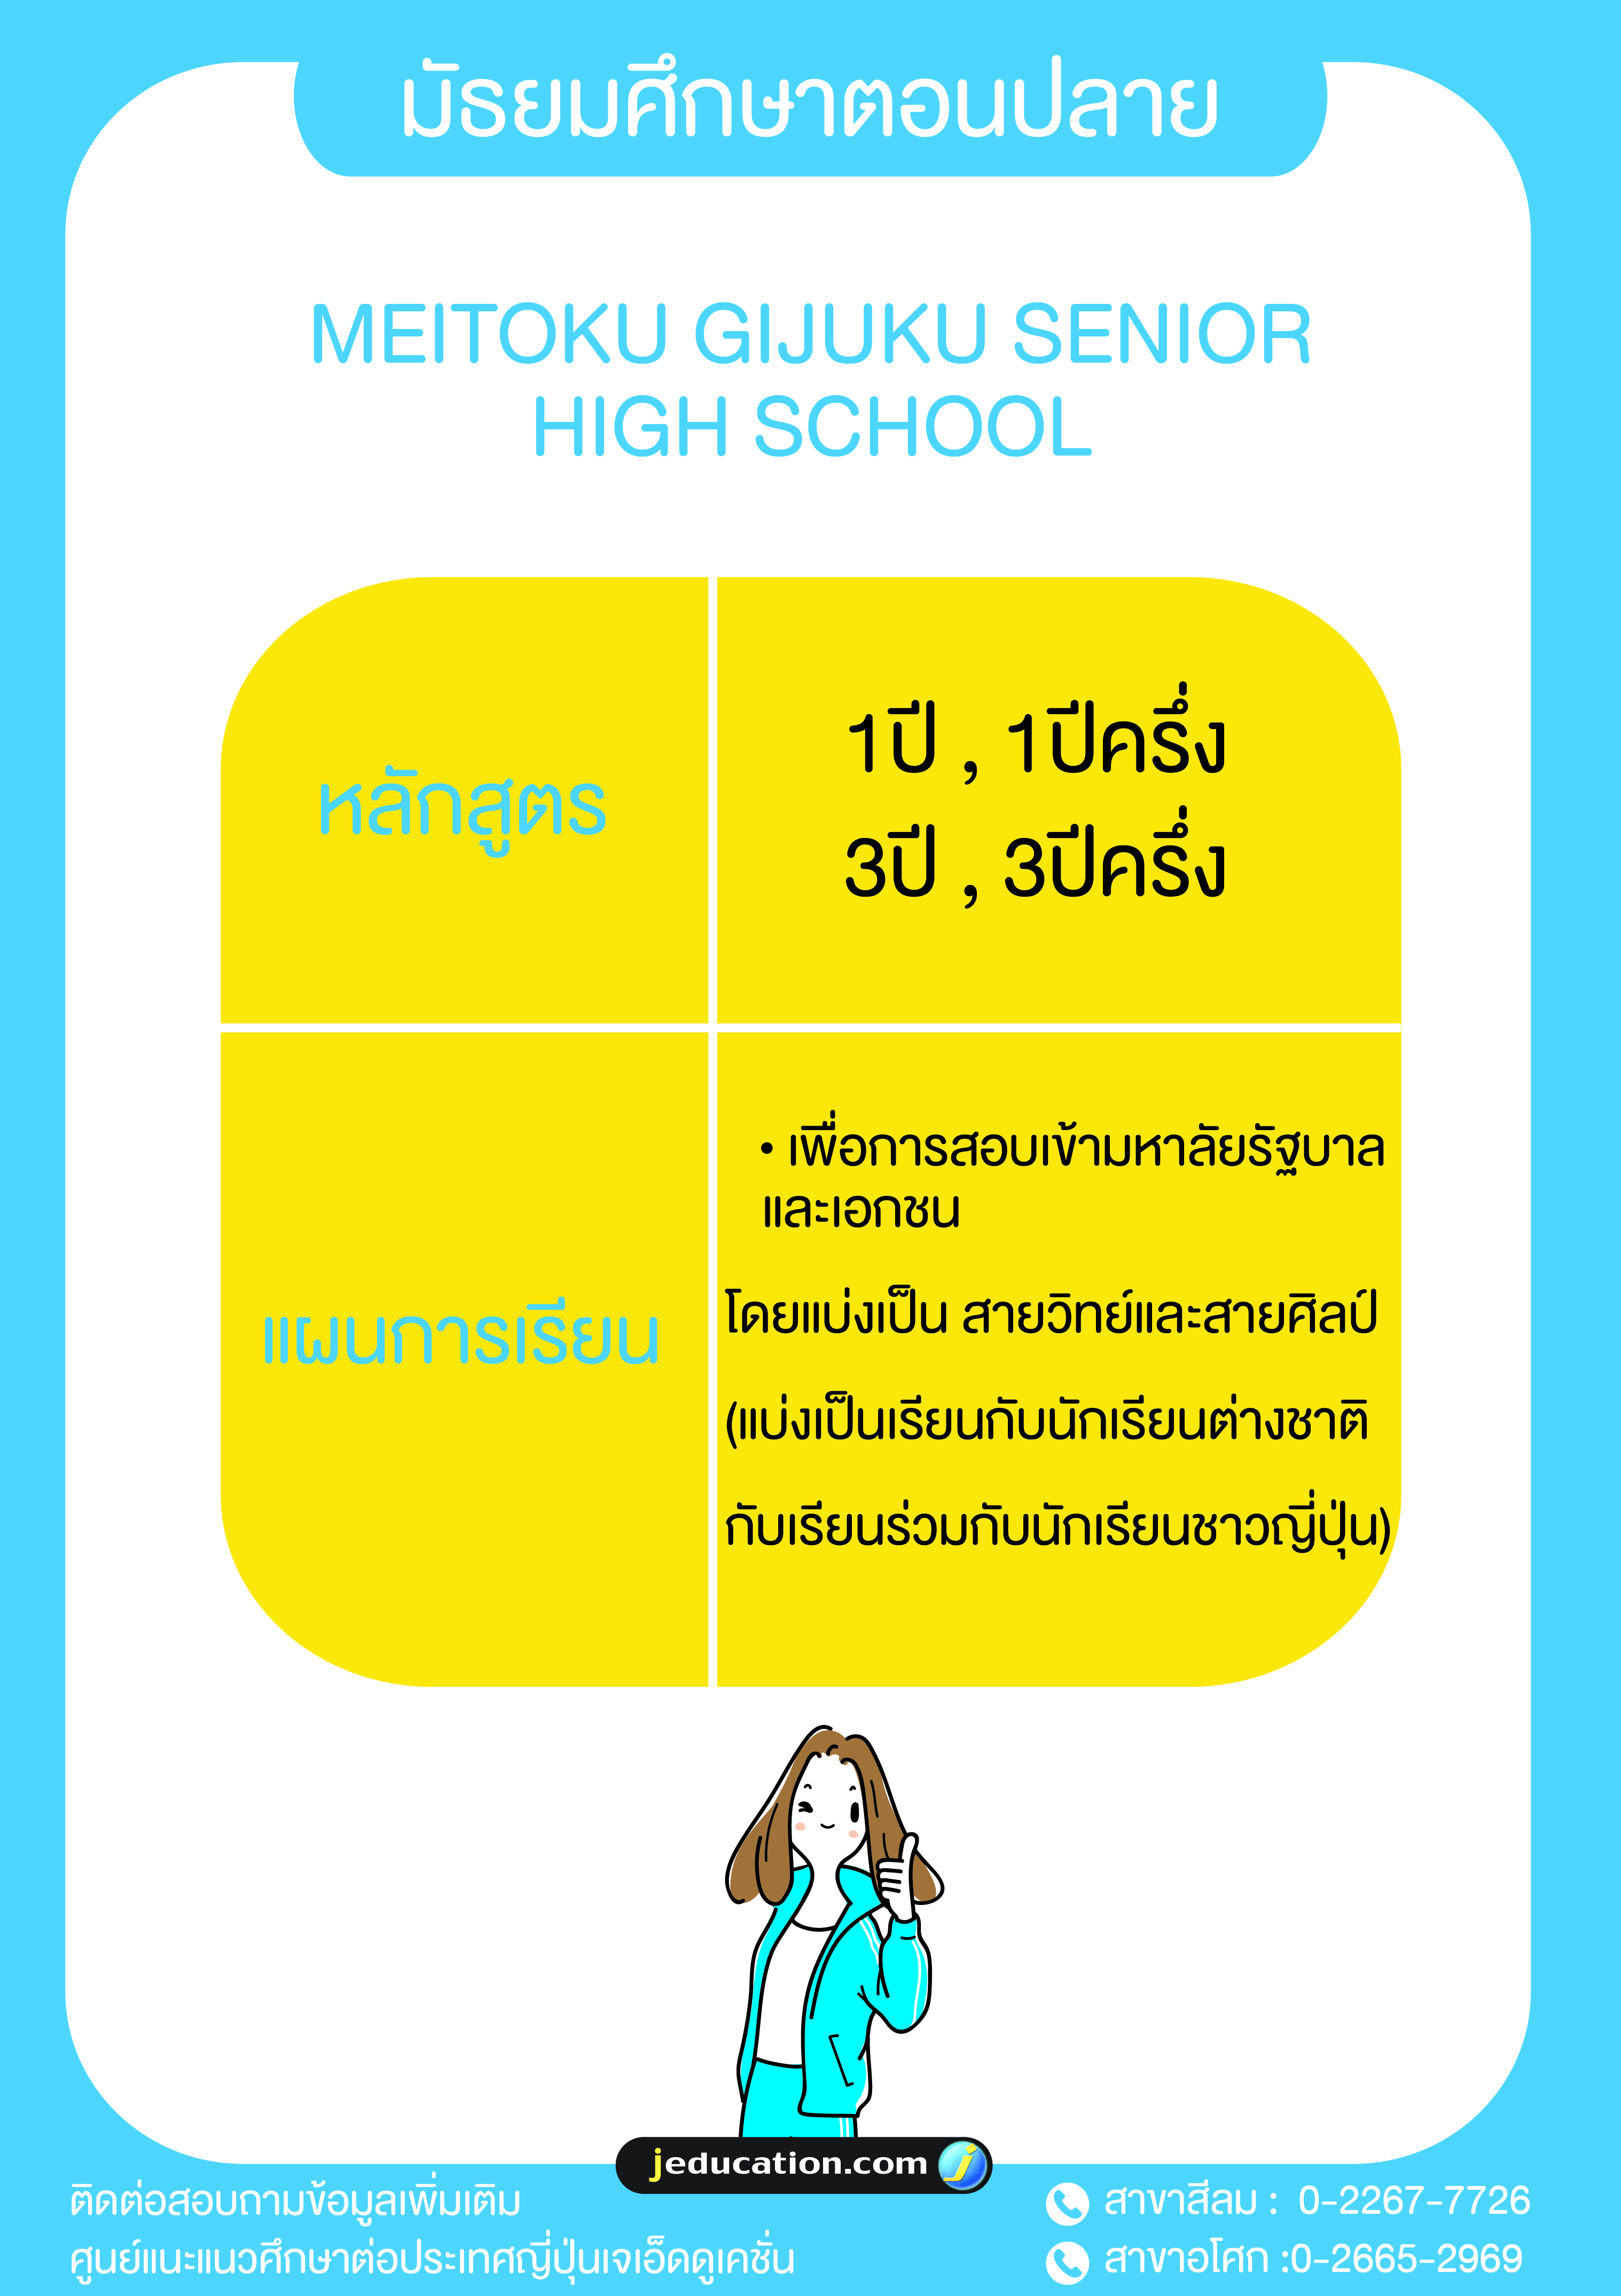 มัธยมศึกษาตอนปลาย
MEITOKU GIJUKU SENIOR
HIGH SCHOOL
หลักสูตร
1ปี , 1ปีครึ่ง
3ปี , 3ปีครึ่ง
แผนการเรียน
• เพื่อการสอบเข้ามหาลัยรัฐบาล
และเอกชน
โดยแบ่งเป็น สายวิทย์และสายศิลป์
(แบ่งเป็นเรียนกับนักเรียนต่างชาติ
กับเรียนร่วมกับนักเรียนชาวญี่ปุ่น)
jeducation.com j
ติดต่อสอบถามข้อมูลเพิ่มเติม
ศูนย์แนะแนวศึกษาต่อประเทศญี่ปุ่นเจเอ็ดดูเคชั่น
สาขาสีลม : 0-2267-7726
สาขาอโศก :0-2665-2969